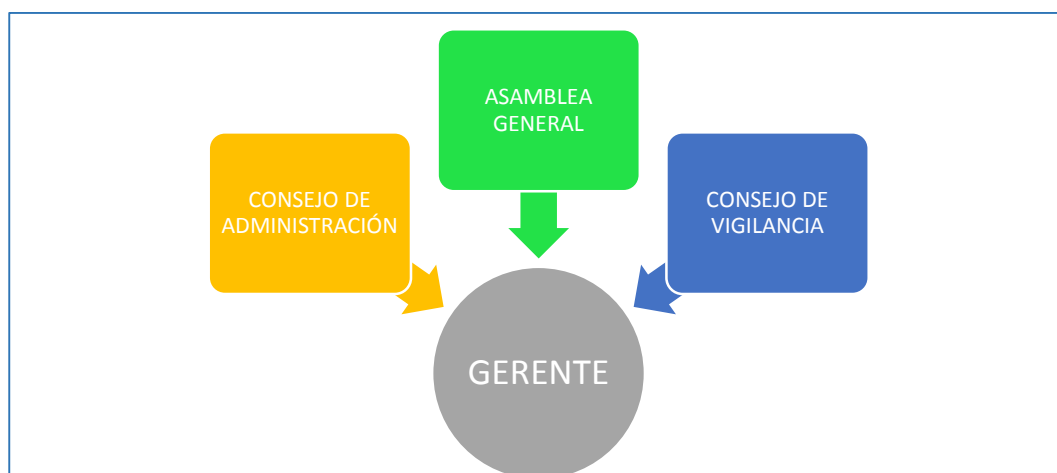 ASAMBLEA
GENERAL
CONSEJO DE
ADMINISTRACIÓN
CONSEJO DE
VIGILANCIA
GERENTE